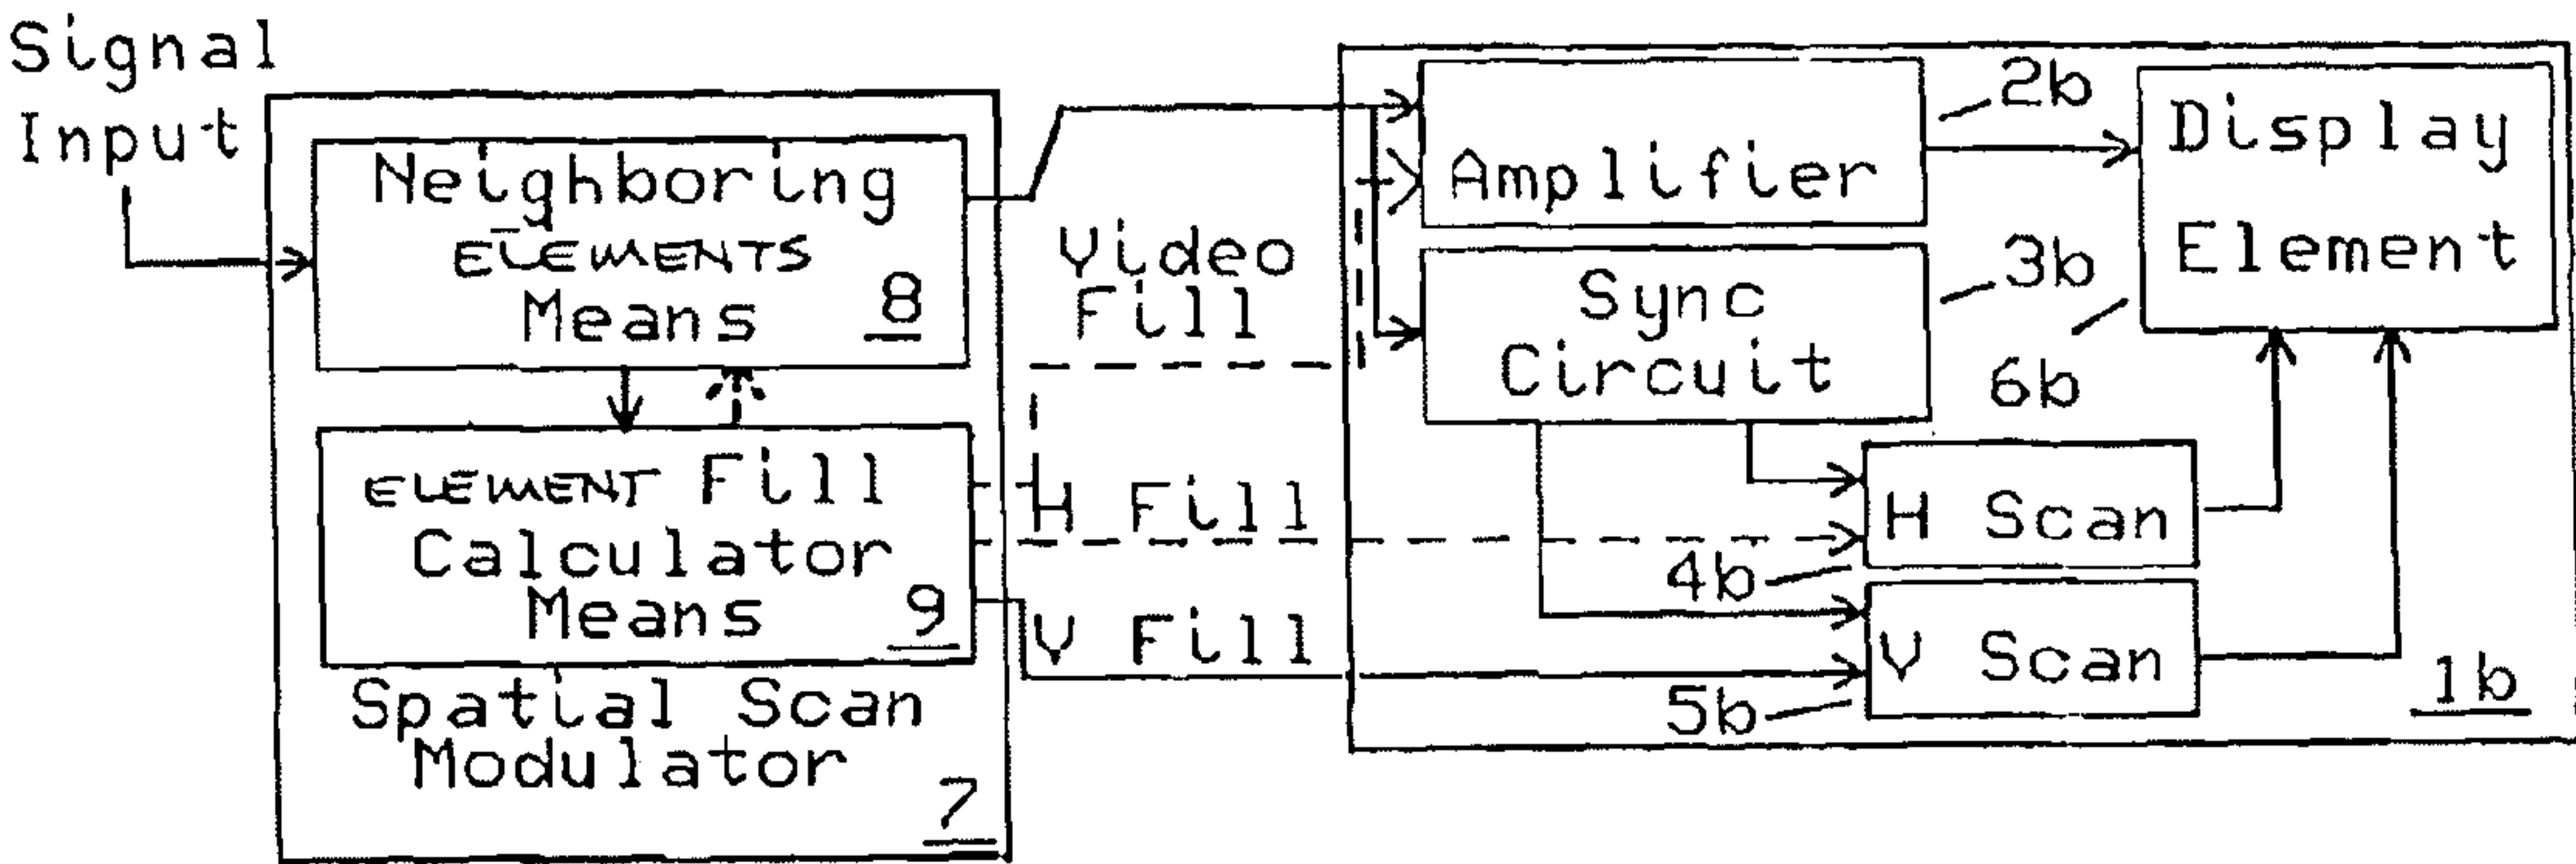 Signal
Input
Neighboring
ELEMENTS
Means
8
ELEMENT Fill
Calculator
Means
9
Spatial Scan
Modulator
7
Video
Fill
H Fill
V Fill
Amplifier
2b
Sync
Circuit
3b
Display
Element
6b
H Scan
4b
V Scan
5b
1b